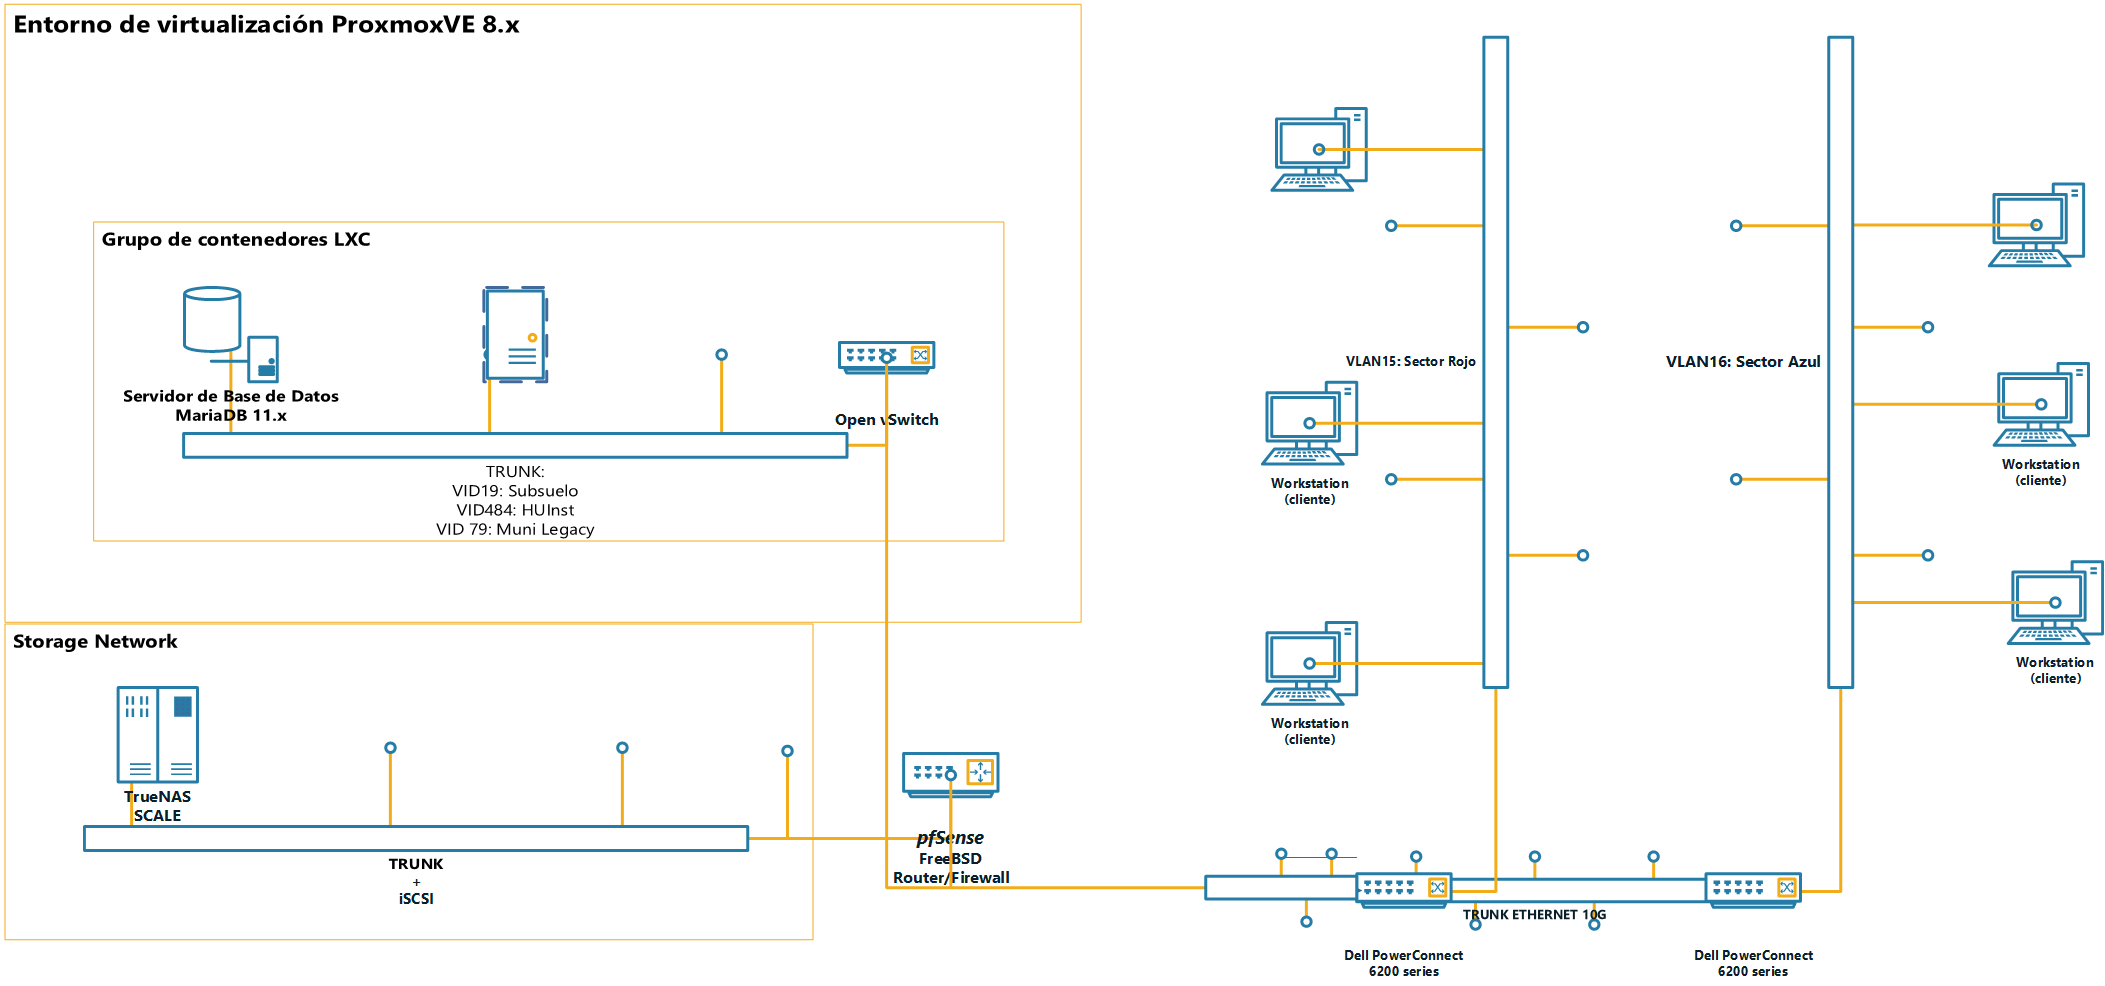 Entorno de virtualización ProxmoxVE 8.x
Grupo de contenedores LXC
Servidor de Base de Datos
MariaDB 11.x
Open vSwitch
TRUNK:
VID19: Subsuelo
VID484: HUInst
VID 79: Muni Legacy
Storage Network
TrueNAS
SCALE
TRUNK
+
iSCSI
pfSense
FreeBSD
Router/Firewall
VLAN15: Sector Rojo
VLAN16: Sector Azul
Workstation
(cliente)
Workstation
(cliente)
Workstation
(cliente)
Workstation
(cliente)
TRUNK ETHERNET 10G
Dell PowerConnect
6200 series
Dell PowerConnect
6200 series